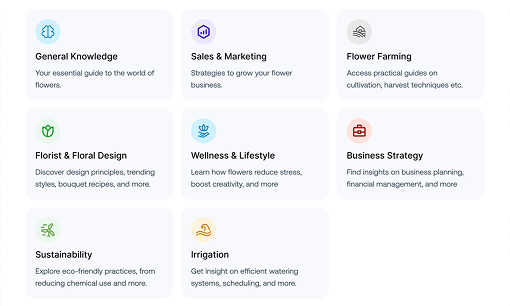 General Knowledge
Your essential guide to the world of
flowers.
Sales & Marketing
Strategies to grow your flower
business.
Flower Farming
Access practical guides on
cultivation, harvest techniques etc.
Florist & Floral Design
Discover design principles, trending
styles, bouquet recipes, and more.
Wellness & Lifestyle
Learn how flowers reduce stress,
boost creativity, and more
Business Strategy
Find insights on business planning,
financial management, and more
Sustainability
Explore eco-friendly practices, from
reducing chemical use and more.
Irrigation
Get insight on efficient watering
systems, scheduling, and more.